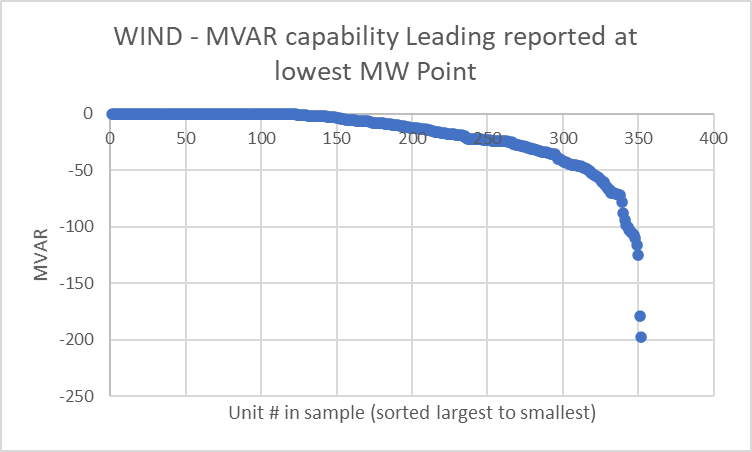 WIND - MVAR capability Leading reported at
lowest MW Point
0
0 50 100 150 200 250 300 350 400
-50
-100
-150
-200
-250
MVAR
Unit # in sample (sorted largest to smallest)